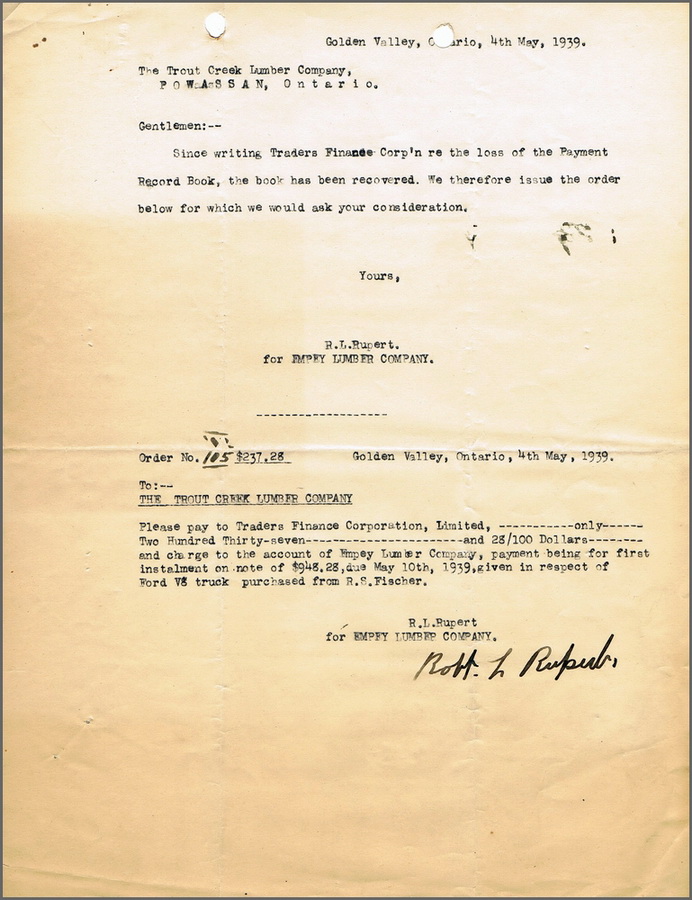 Golden Valley, Ontario, 4th May, 1939.
The Trout Creek Lumber Company,
P O W A S S A N, O n t a r i o.
Gentlemen:--
Since writing Traders Finance Corp'n re the loss of the Payment
Record Book, the book has been recovered. We therefore issue the order
below for which we would ask your consideration.
Yours,
R.L.Rupert.
for EMPEY LUMBER COMPANY.
-------------------
Order No. 105 $237.28 Golden Valley, Ontario, 4th May, 1939.
To:--
THE TROUT CREEK LUMBER COMPANY
Please pay to Traders Finance Corporation, Limited, -----------only------
Two Hundred Thirty-seven-----------------------and 28/100 Dollars--------
and charge to the account of Empey Lumber Company, payment being for first
instalment on note of $948.28,due May 10th, 1939,given in respect of
Ford V8 truck purchased from R.S.Fischer.
R.L.Rupert
for EMPEY LUMBER COMPANY.
Robt. L Rupert.